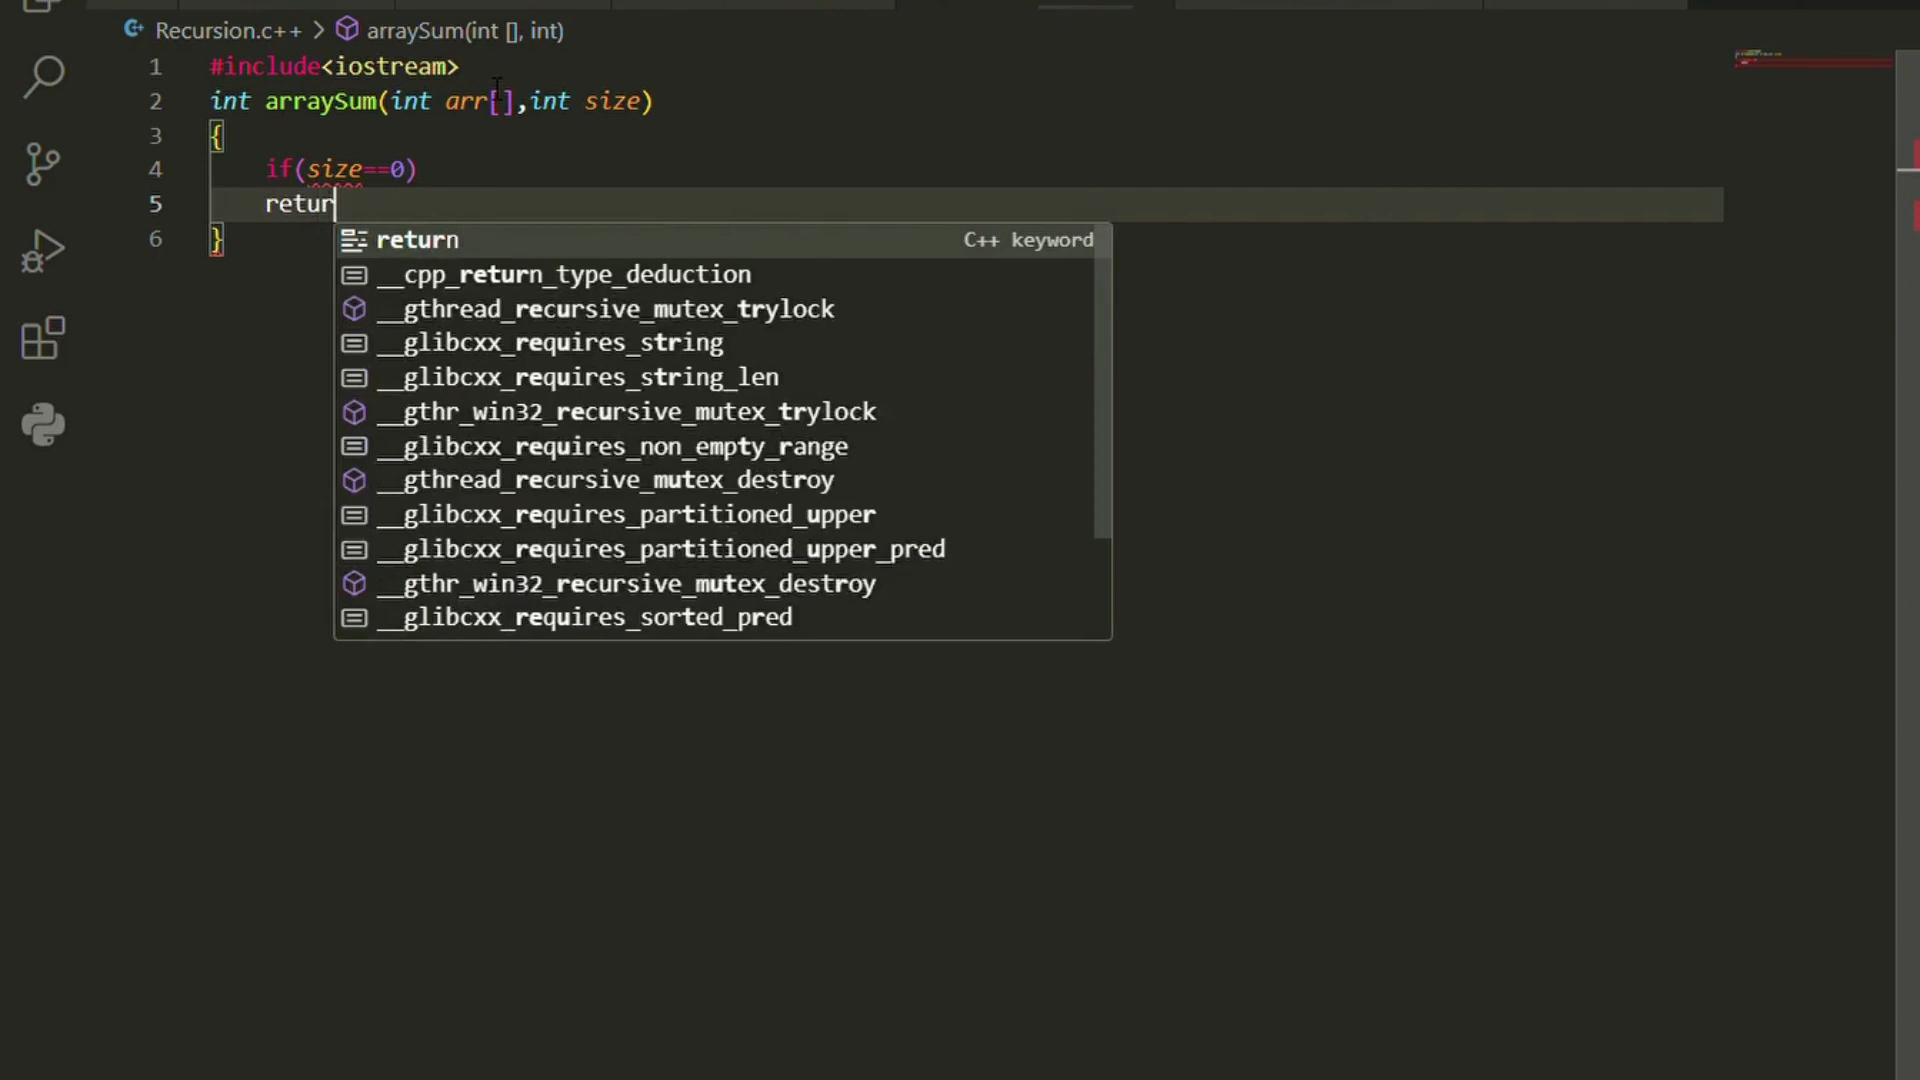 Recursion.c++ > arraySum(int [], int)
1 #include<iostream>
2 int arraySum(int arr[],int size)
3 {
4 if(size==0)
5 retur
6 }
return C++ keyword
__cpp_return_type_deduction
__gthread_recursive_mutex_trylock
__glibcxx_requires_string
__glibcxx_requires_string_len
__gthr_win32_recursive_mutex_trylock
__glibcxx_requires_non_empty_range
__gthread_recursive_mutex_destroy
__glibcxx_requires_partitioned_upper
__glibcxx_requires_partitioned_upper_pred
__gthr_win32_recursive_mutex_destroy
__glibcxx_requires_sorted_pred